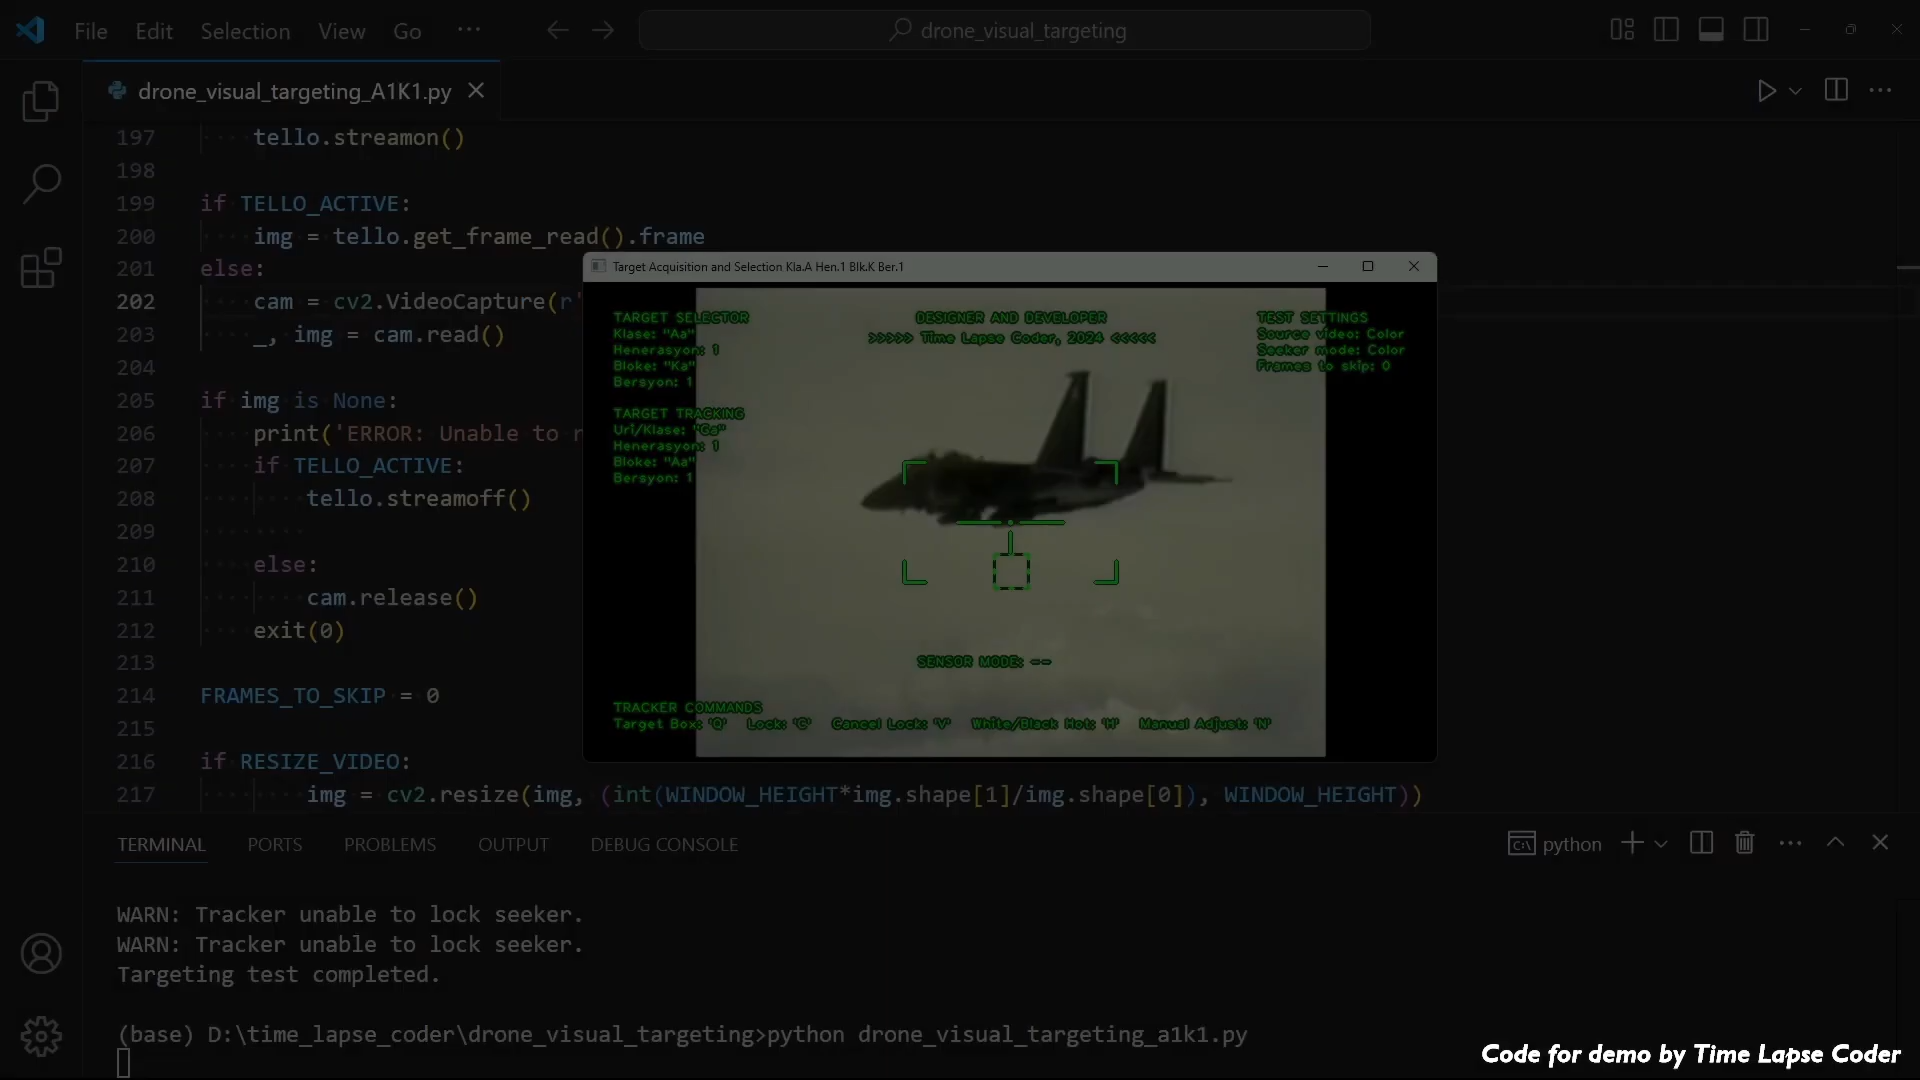 File Edit Selection View Go ···
drone_visual_targeting
drone_visual_targeting_A1K1.py
197 tello.streamon()
198
199 if TELLO_ACTIVE:
200 img = tello.get_frame_read().frame
201 else:
202 cam = cv2.VideoCapture(r'
203 _, img = cam.read()
204
205 if img is None:
206 print('ERROR: Unable to r
207 if TELLO_ACTIVE:
208 tello.streamoff()
209
210 else:
211 cam.release()
212 exit(0)
213
214 FRAMES_TO_SKIP = 0
215
216 if RESIZE_VIDEO:
217 img = cv2.resize(img, (int(WINDOW_HEIGHT*img.shape[1]/img.shape[0]), WINDOW_HEIGHT))
Target Acquisition and Selection Kla.A Hen.1 Blk.K Ber.1
TARGET SELECTOR
Klase: "Aa"
Henerasyon: 1
Bloke: "Ka"
Bersyon: 1
TARGET TRACKING
Uri/Klase: "Ga"
Henerasyon: 1
Bloke: "Aa"
Bersyon: 1
DESIGNER AND DEVELOPER
>>>>> Time Lapse Coder, 2024 <<<<<
TEST SETTINGS
Source video: Color
Seeker mode: Color
Frames to skip: 0
SENSOR MODE: --
TRACKER COMMANDS
Target Box: 'Q' Lock: 'C' Cancel Lock: 'V' White/Black Hot: 'H' Manual Adjust: 'N'
TERMINAL PORTS PROBLEMS OUTPUT DEBUG CONSOLE
python
WARN: Tracker unable to lock seeker.
WARN: Tracker unable to lock seeker.
Targeting test completed.
(base) D:\time_lapse_coder\drone_visual_targeting>python drone_visual_targeting_a1k1.py
Code for demo by Time Lapse Coder